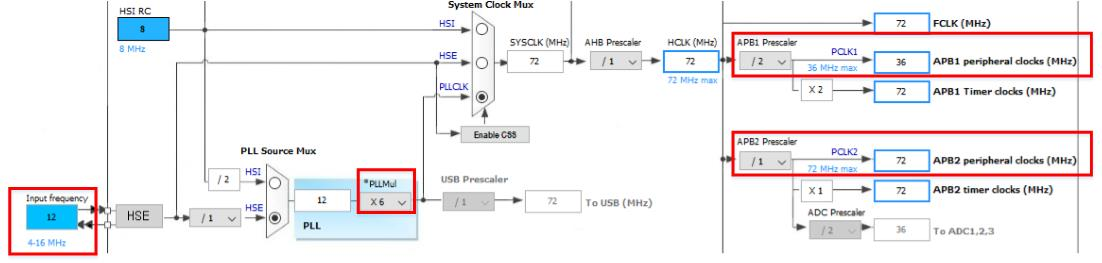 HSI RC
8
8 MHz
System Clock Mux
HSI
HSE
PLLCLK
SYSCLK (MHz)
72
AHB Prescaler
/ 1
HCLK (MHz)
72
72 MHz max
Enable CSS
72
FCLK (MHz)
APB1 Prescaler
/ 2
PCLK1
36 MHz max
36
APB1 peripheral clocks (MHz)
X 2
72
APB1 Timer clocks (MHz)
APB2 Prescaler
/ 1
PCLK2
72 MHz max
72
APB2 peripheral clocks (MHz)
X 1
72
APB2 timer clocks (MHz)
ADC Prescaler
/ 2
36
To ADC1,2,3
PLL Source Mux
/ 2
HSI
HSE
Input frequency
12
4-16 MHz
HSE
/ 1
12
*PLLMul
X 6
PLL
USB Prescaler
/ 1
72
To USB (MHz)